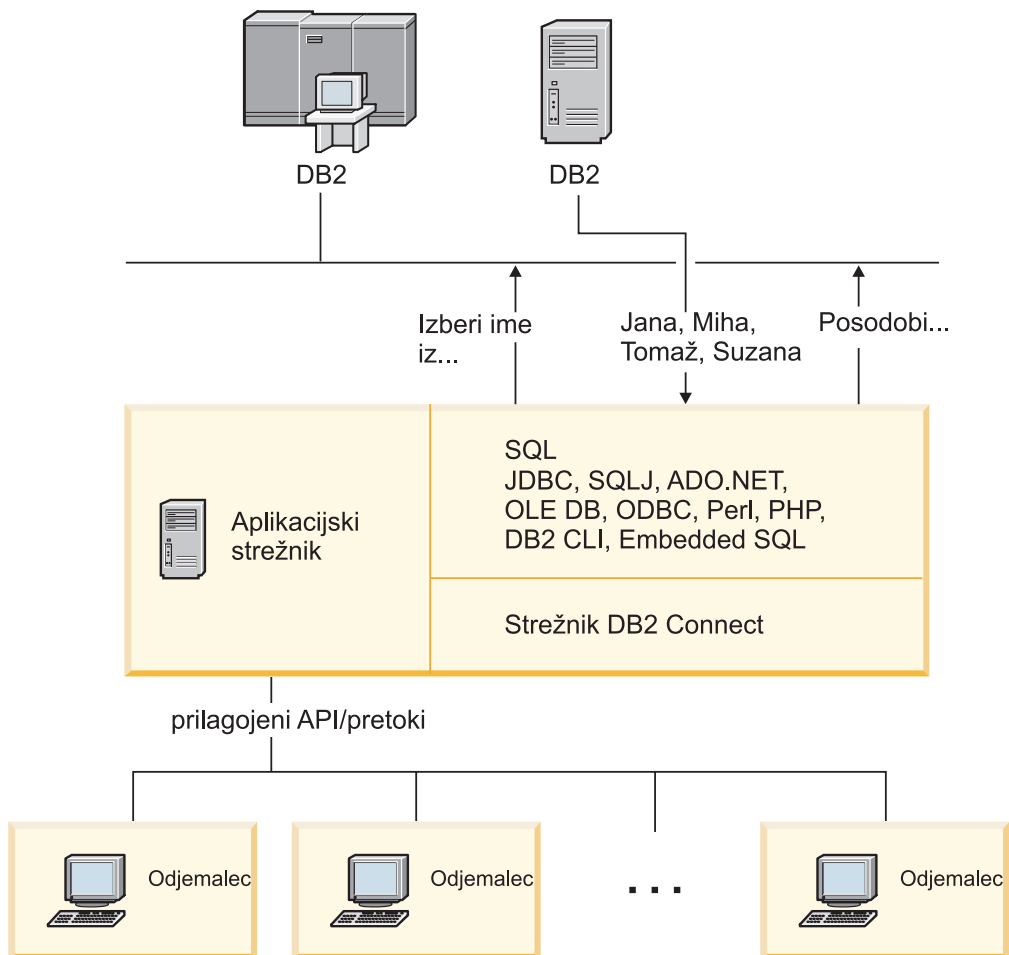 DB2
DB2
Izberi ime
iz...
Jana, Miha,
Tomaž, Suzana
Posodobi...
Aplikacijski
strežnik
SQL
JDBC, SQLJ, ADO.NET,
OLE DB, ODBC, Perl, PHP,
DB2 CLI, Embedded SQL
Strežnik DB2 Connect
prilagojeni API/pretoki
Odjemalec
Odjemalec
...
Odjemalec